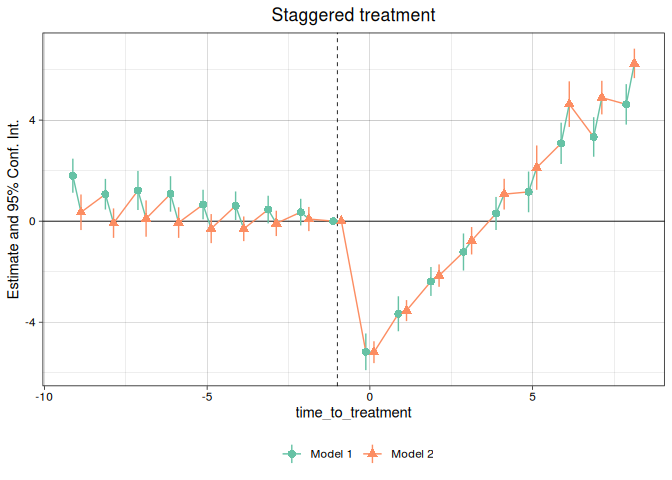 Staggered treatment
Estimate and 95% Conf. Int.
4
0
-4
-10
-5
0
5
time_to_treatment
Model 1
Model 2